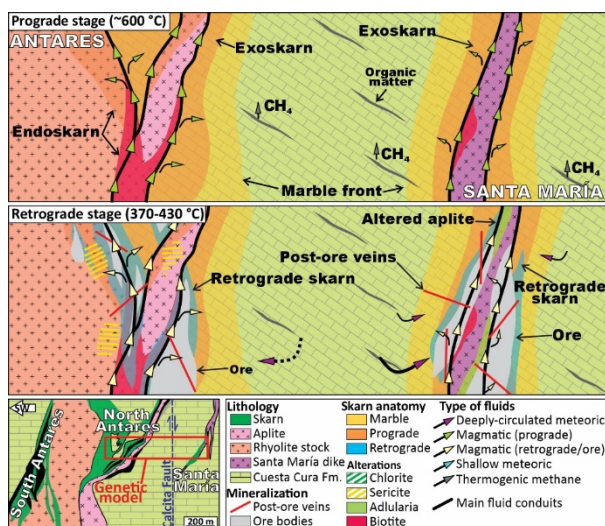 Prograde stage (~600 °C)
ANTARES
Exoskarn
Exoskarn
Organic
matter
CH4
CH4
CH4
Endoskarn
Marble front
SANTA MARÍA
Retrograde stage (370-430 °C)
Altered aplite
Post-ore veins
Retrograde skarn
Retrograde
skarn
Ore
Ore
W
South Antares
North
Antares
Genetic
model
Calcita Fault
Santa
María
200 m
Lithology
Skarn
Aplite
Rhyolite stock
Santa María dike
Cuesta Cura Fm.
Mineralization
Post-ore veins
Ore bodies
Skarn anatomy
Marble
Prograde
Retrograde
Alterations
Chlorite
Sericite
Adularia
Biotite
Type of fluids
Deeply-circulated meteoric
Magmatic (prograde)
Magmatic (retrograde/ore)
Shallow meteoric
Thermogenic methane
Main fluid conduits